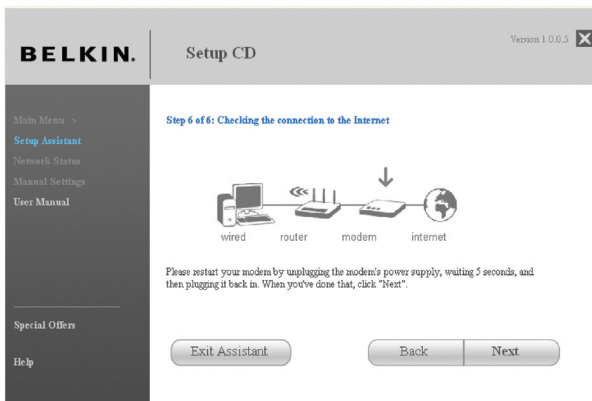 BELKIN.
Setup CD
Version 1.0.0.5
Main Menu >
Setup Assistant
Network Status
Manual Settings
User Manual
Special Offers
Help
Step 6 of 6: Checking the connection to the Internet
wired router modem internet
Please restart your modem by unplugging the modem's power supply, waiting 5 seconds, and
then plugging it back in. When you've done that, click "Next".
Exit Assistant
Back
Next